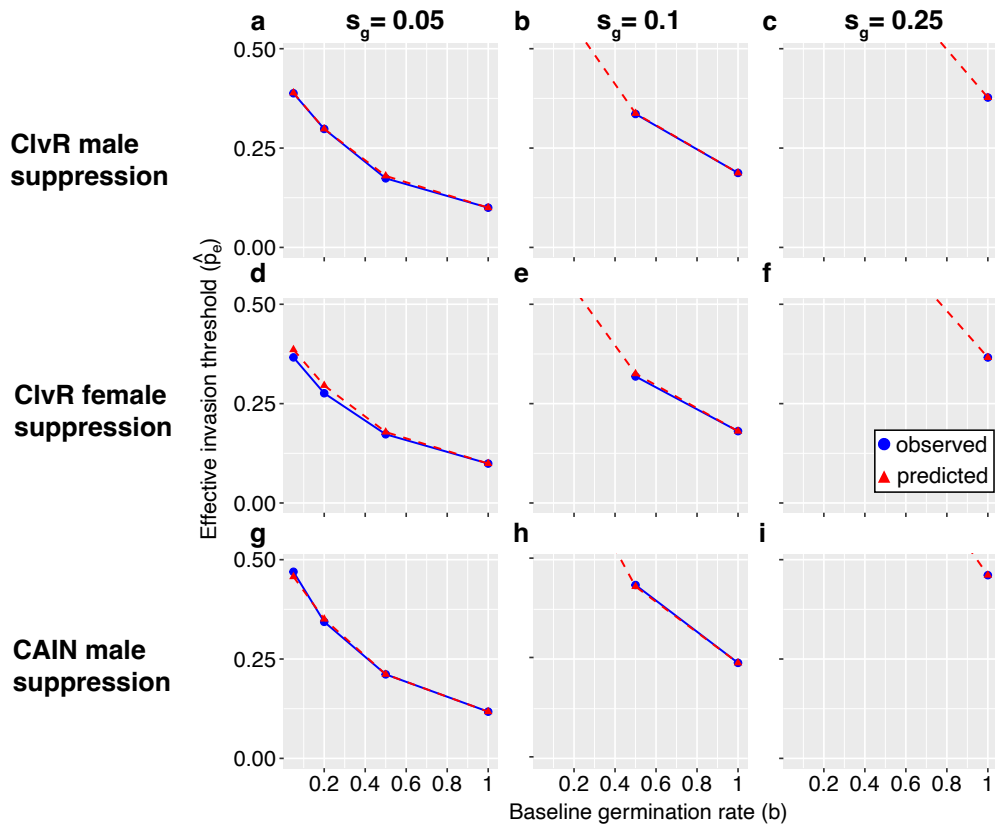 a s_g = 0.05 b s_g = 0.1 c s_g = 0.25
ClvR male
suppression
0.50
0.25
0.00
d e f
ClvR female
suppression
0.50
0.25
0.00
Effective invasion threshold (p̂_e)
observed
predicted
g h i
CAIN male
suppression
0.50
0.25
0.00
0.2 0.4 0.6 0.8 1 0.2 0.4 0.6 0.8 1 0.2 0.4 0.6 0.8 1
Baseline germination rate (b)